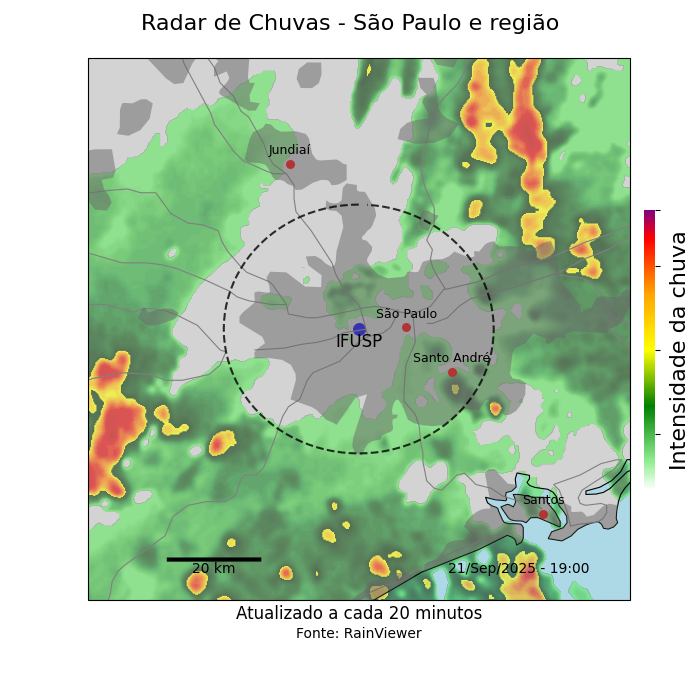 Radar de Chuvas - São Paulo e região
Jundiaí
São Paulo
IFUSP
Santo André
Santos
20 km
21/Sep/2025 - 19:00
Intensidade da chuva
Atualizado a cada 20 minutos
Fonte: RainViewer